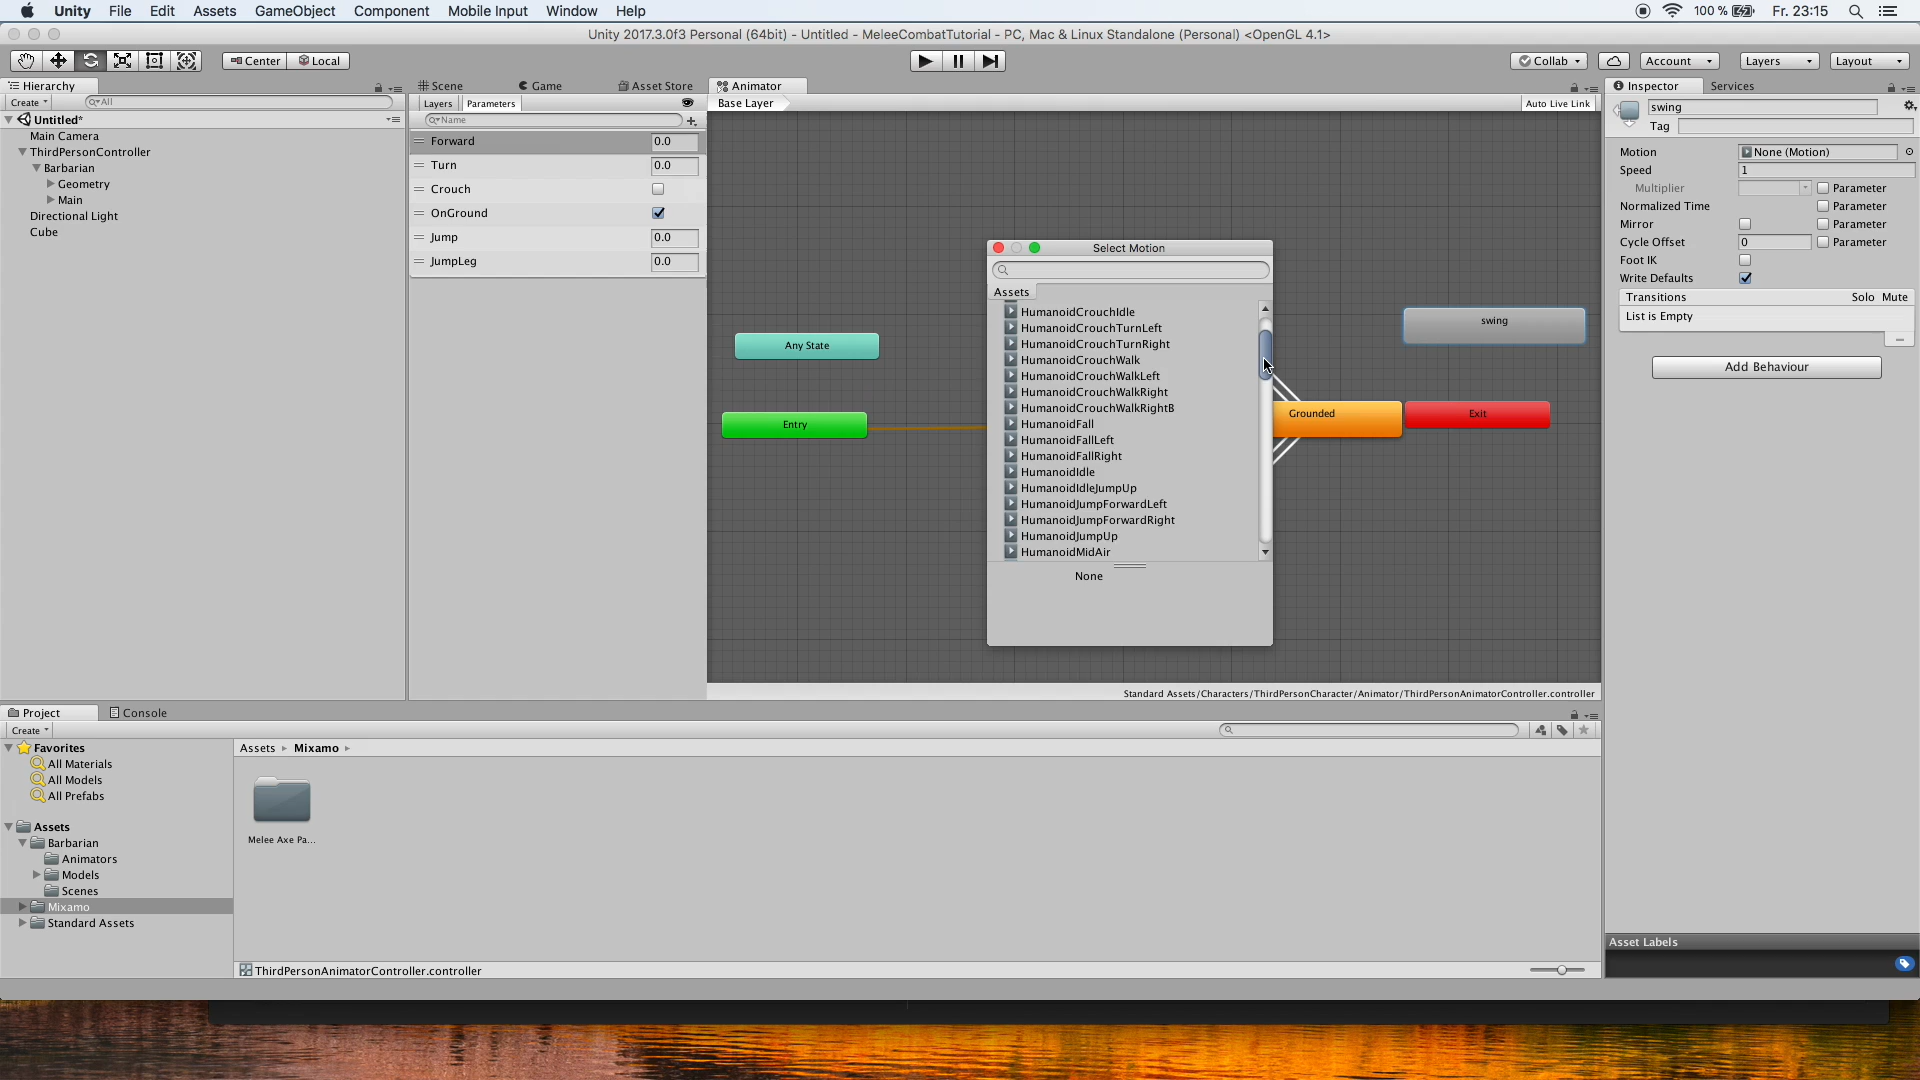 Unity File Edit Assets GameObject Component Mobile Input Window Help 100 % Fr. 23:15
Unity 2017.3.0f3 Personal (64bit) - Untitled - MeleeCombatTutorial - PC, Mac & Linux Standalone (Personal) <OpenGL 4.1>
Center Local Collab Account Layers Layout
Hierarchy
Create All
Untitled*
Main Camera
ThirdPersonController
Barbarian
Geometry
Main
Directional Light
Cube
Scene Game Asset Store Animator
Layers Parameters Base Layer Auto Live Link
Name
Forward 0.0
Turn 0.0
Crouch
OnGround
Jump 0.0
JumpLeg 0.0
Any State
Entry
Grounded
Exit
swing
Select Motion
Assets
HumanoidCrouchIdle
HumanoidCrouchTurnLeft
HumanoidCrouchTurnRight
HumanoidCrouchWalk
HumanoidCrouchWalkLeft
HumanoidCrouchWalkRight
HumanoidCrouchWalkRightB
HumanoidFall
HumanoidFallLeft
HumanoidFallRight
HumanoidIdle
HumanoidIdleJumpUp
HumanoidJumpForwardLeft
HumanoidJumpForwardRight
HumanoidJumpUp
HumanoidMidAir
None
Standard Assets/Characters/ThirdPersonCharacter/Animator/ThirdPersonAnimatorController.controller
Inspector Services
swing
Tag
Motion None (Motion)
Speed 1
Multiplier Parameter
Normalized Time Parameter
Mirror Parameter
Cycle Offset 0 Parameter
Foot IK
Write Defaults
Transitions Solo Mute
List is Empty
Add Behaviour
Asset Labels
Project Console
Create
Favorites
All Materials
All Models
All Prefabs
Assets
Barbarian
Animators
Models
Scenes
Mixamo
Standard Assets
Assets Mixamo
Melee Axe Pa...
ThirdPersonAnimatorController.controller